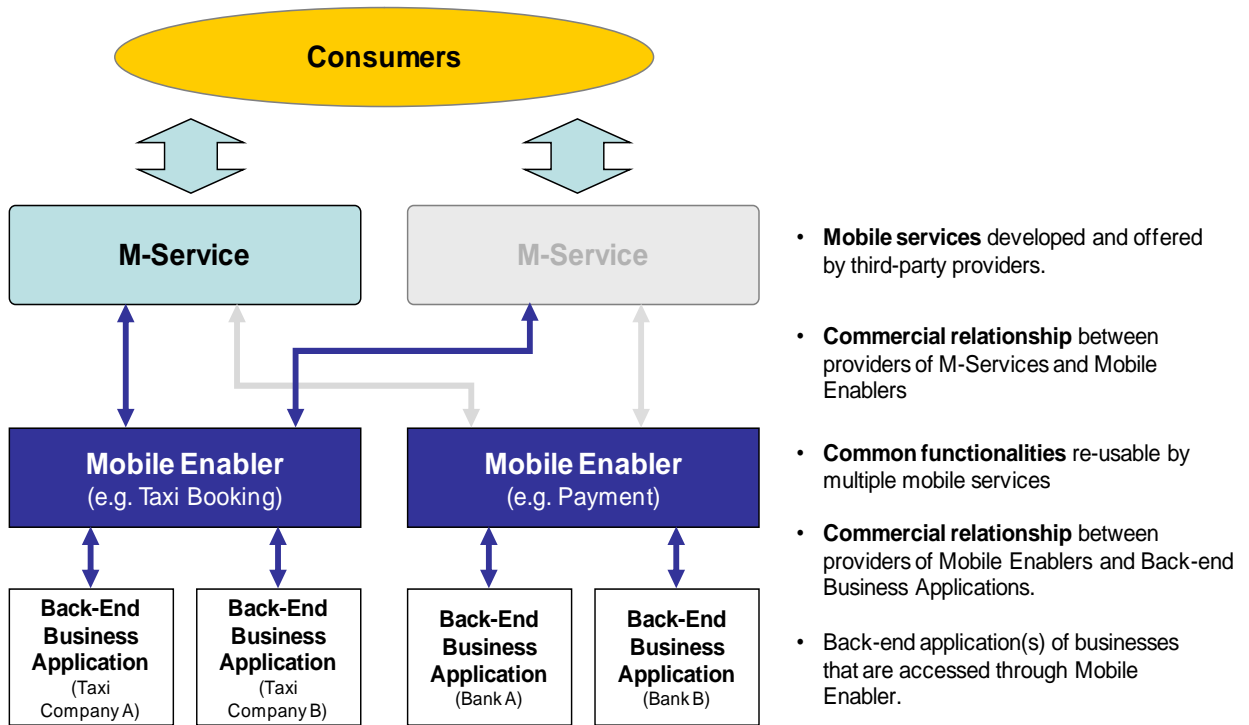 Consumers
M-Service
M-Service
• Mobile services developed and offered
by third-party providers.
• Commercial relationship between
providers of M-Services and Mobile
Enablers
Mobile Enabler
(e.g. Taxi Booking)
Mobile Enabler
(e.g. Payment)
• Common functionalities re-usable by
multiple mobile services
• Commercial relationship between
providers of Mobile Enablers and Back-end
Business Applications.
Back-End
Business
Application
(Taxi
Company A)
Back-End
Business
Application
(Taxi
Company B)
Back-End
Business
Application
(Bank A)
Back-End
Business
Application
(Bank B)
• Back-end application(s) of businesses
that are accessed through Mobile
Enabler.